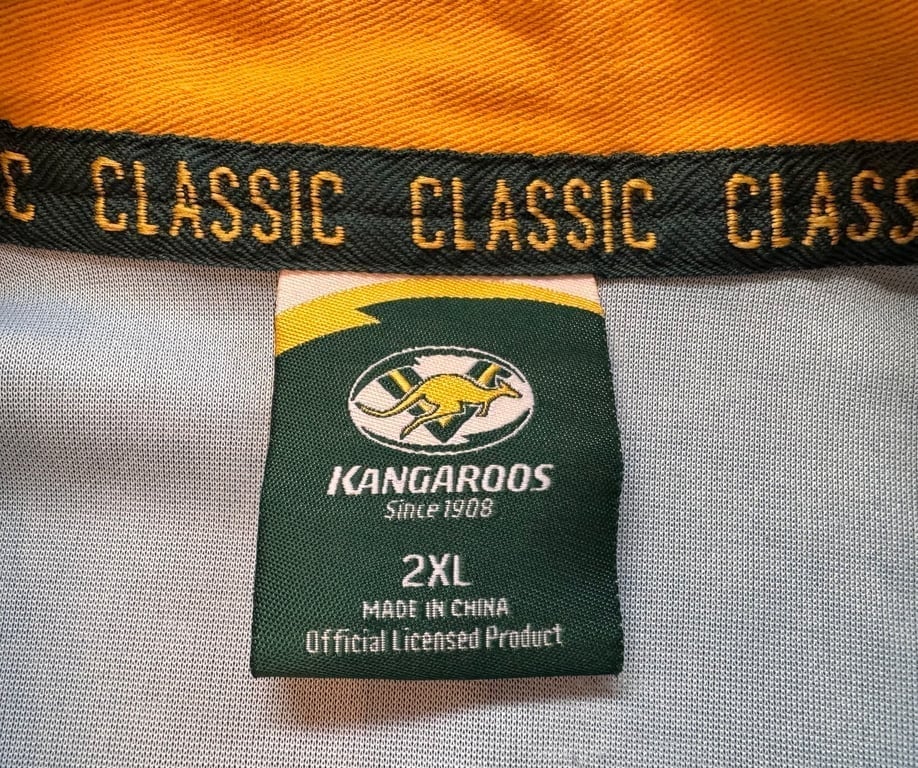 C CLASSIC CLASSIC CLASS
KANGAROOS
Since 1908
2XL
MADE IN CHINA
Official Licensed Product